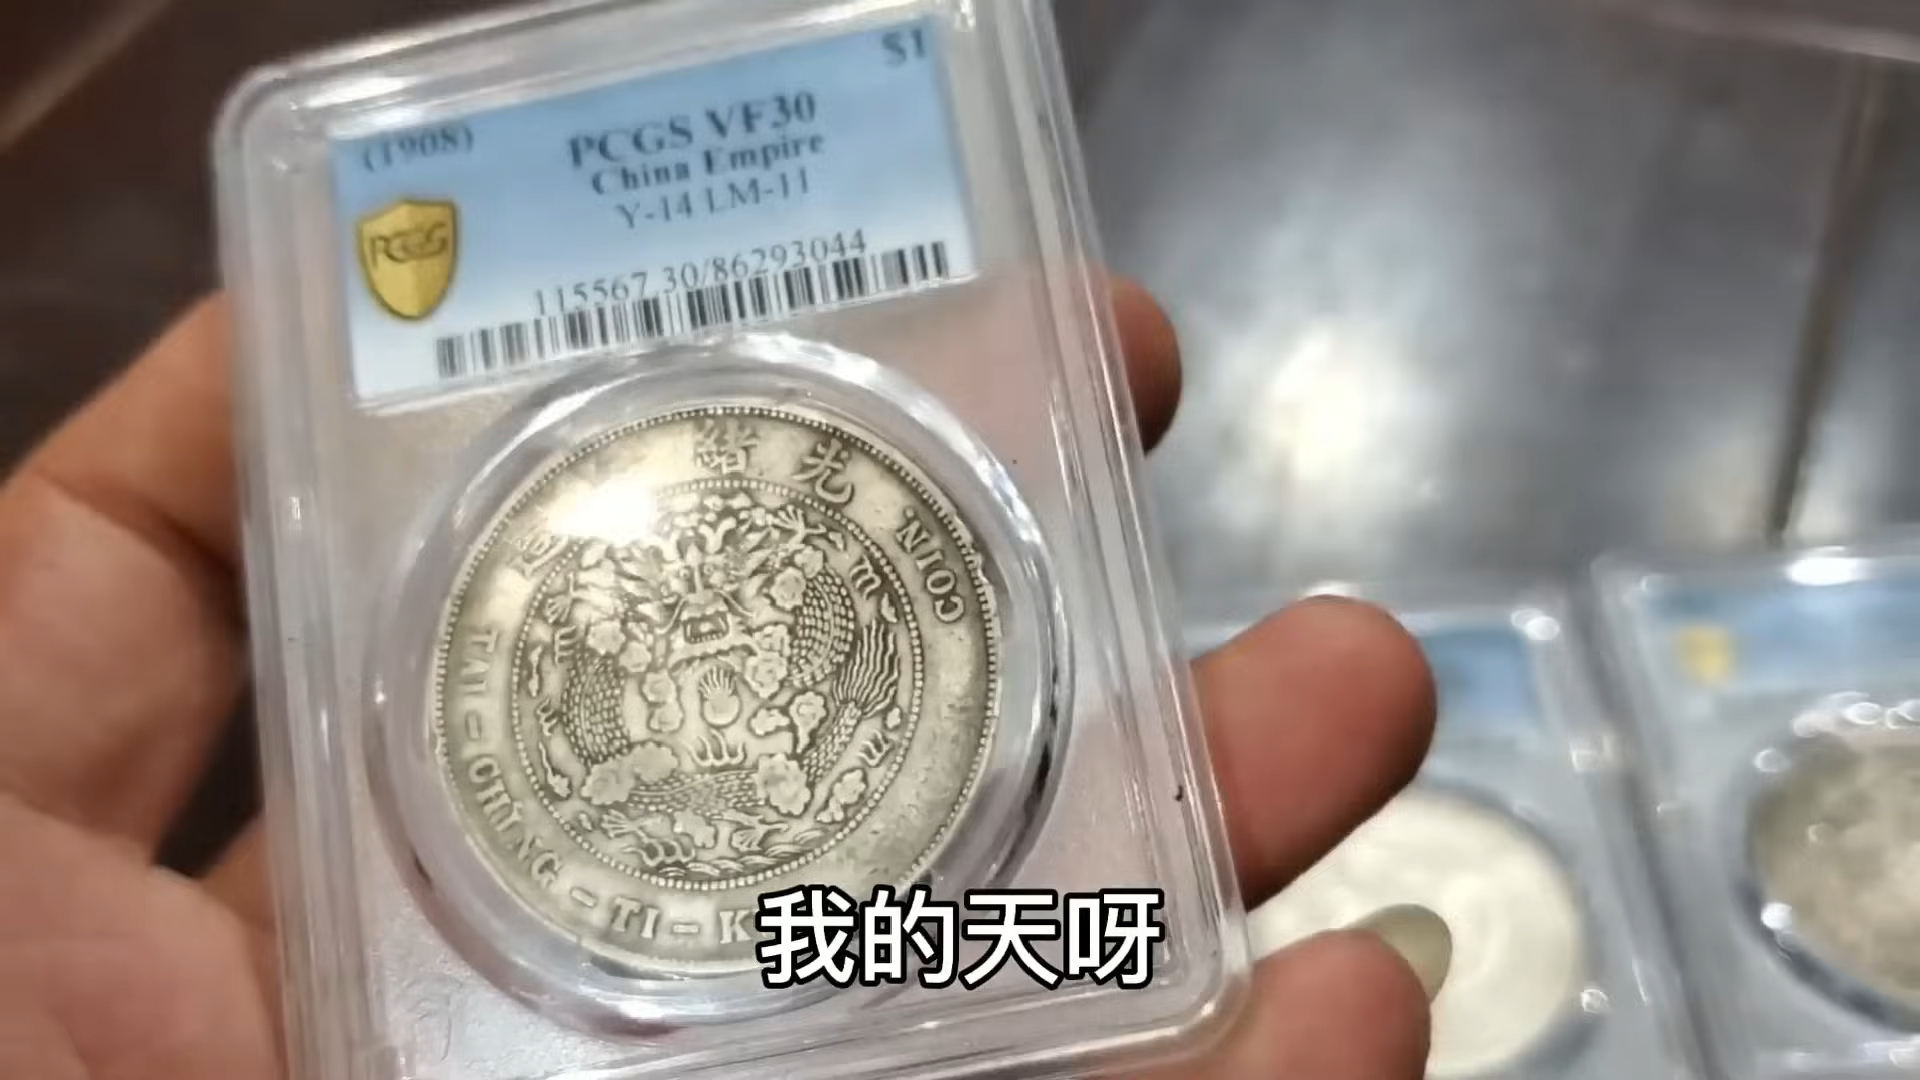 $1
(1908)
PCGS VF30
China Empire
Y-14 LM-11
PCGS
115567.30/86293044
緒光
COIN.
TAI-CHING-TI-K
我的天呀